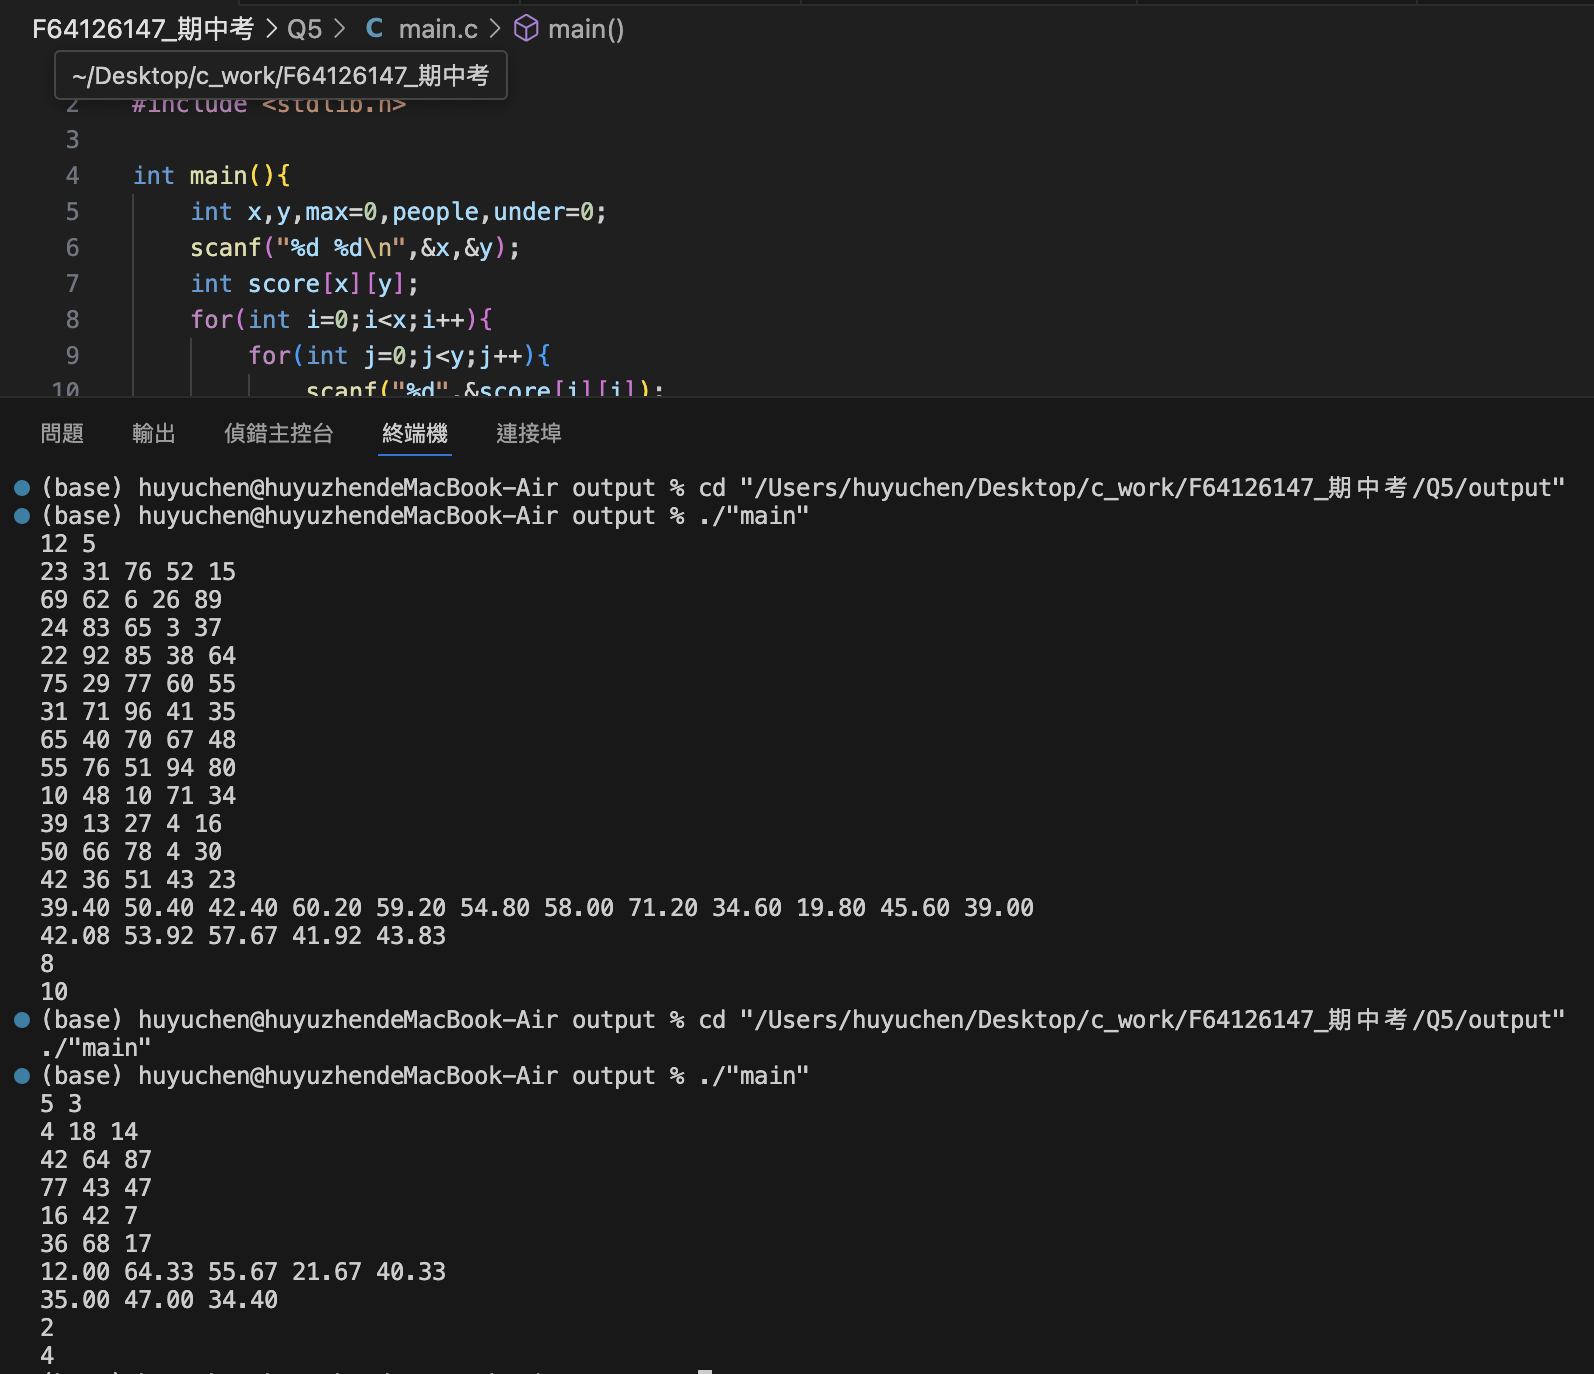 F64126147_期中考 > Q5 > C main.c > main()
~/Desktop/c_work/F64126147_期中考
2 #include <stdlib.h>
3
4 int main(){
5 int x,y,max=0,people,under=0;
6 scanf("%d %d\n",&x,&y);
7 int score[x][y];
8 for(int i=0;i<x;i++){
9 for(int j=0;j<y;j++){
10 scanf("%d",&score[i][j]);
問題 輸出 偵錯主控台 終端機 連接埠
(base) huyuchen@huyuzhendeMacBook-Air output % cd "/Users/huyuchen/Desktop/c_work/F64126147_期中考/Q5/output"
(base) huyuchen@huyuzhendeMacBook-Air output % ./"main"
12 5
23 31 76 52 15
69 62 6 26 89
24 83 65 3 37
22 92 85 38 64
75 29 77 60 55
31 71 96 41 35
65 40 70 67 48
55 76 51 94 80
10 48 10 71 34
39 13 27 4 16
50 66 78 4 30
42 36 51 43 23
39.40 50.40 42.40 60.20 59.20 54.80 58.00 71.20 34.60 19.80 45.60 39.00
42.08 53.92 57.67 41.92 43.83
8
10
(base) huyuchen@huyuzhendeMacBook-Air output % cd "/Users/huyuchen/Desktop/c_work/F64126147_期中考/Q5/output"
./"main"
(base) huyuchen@huyuzhendeMacBook-Air output % ./"main"
5 3
4 18 14
42 64 87
77 43 47
16 42 7
36 68 17
12.00 64.33 55.67 21.67 40.33
35.00 47.00 34.40
2
4